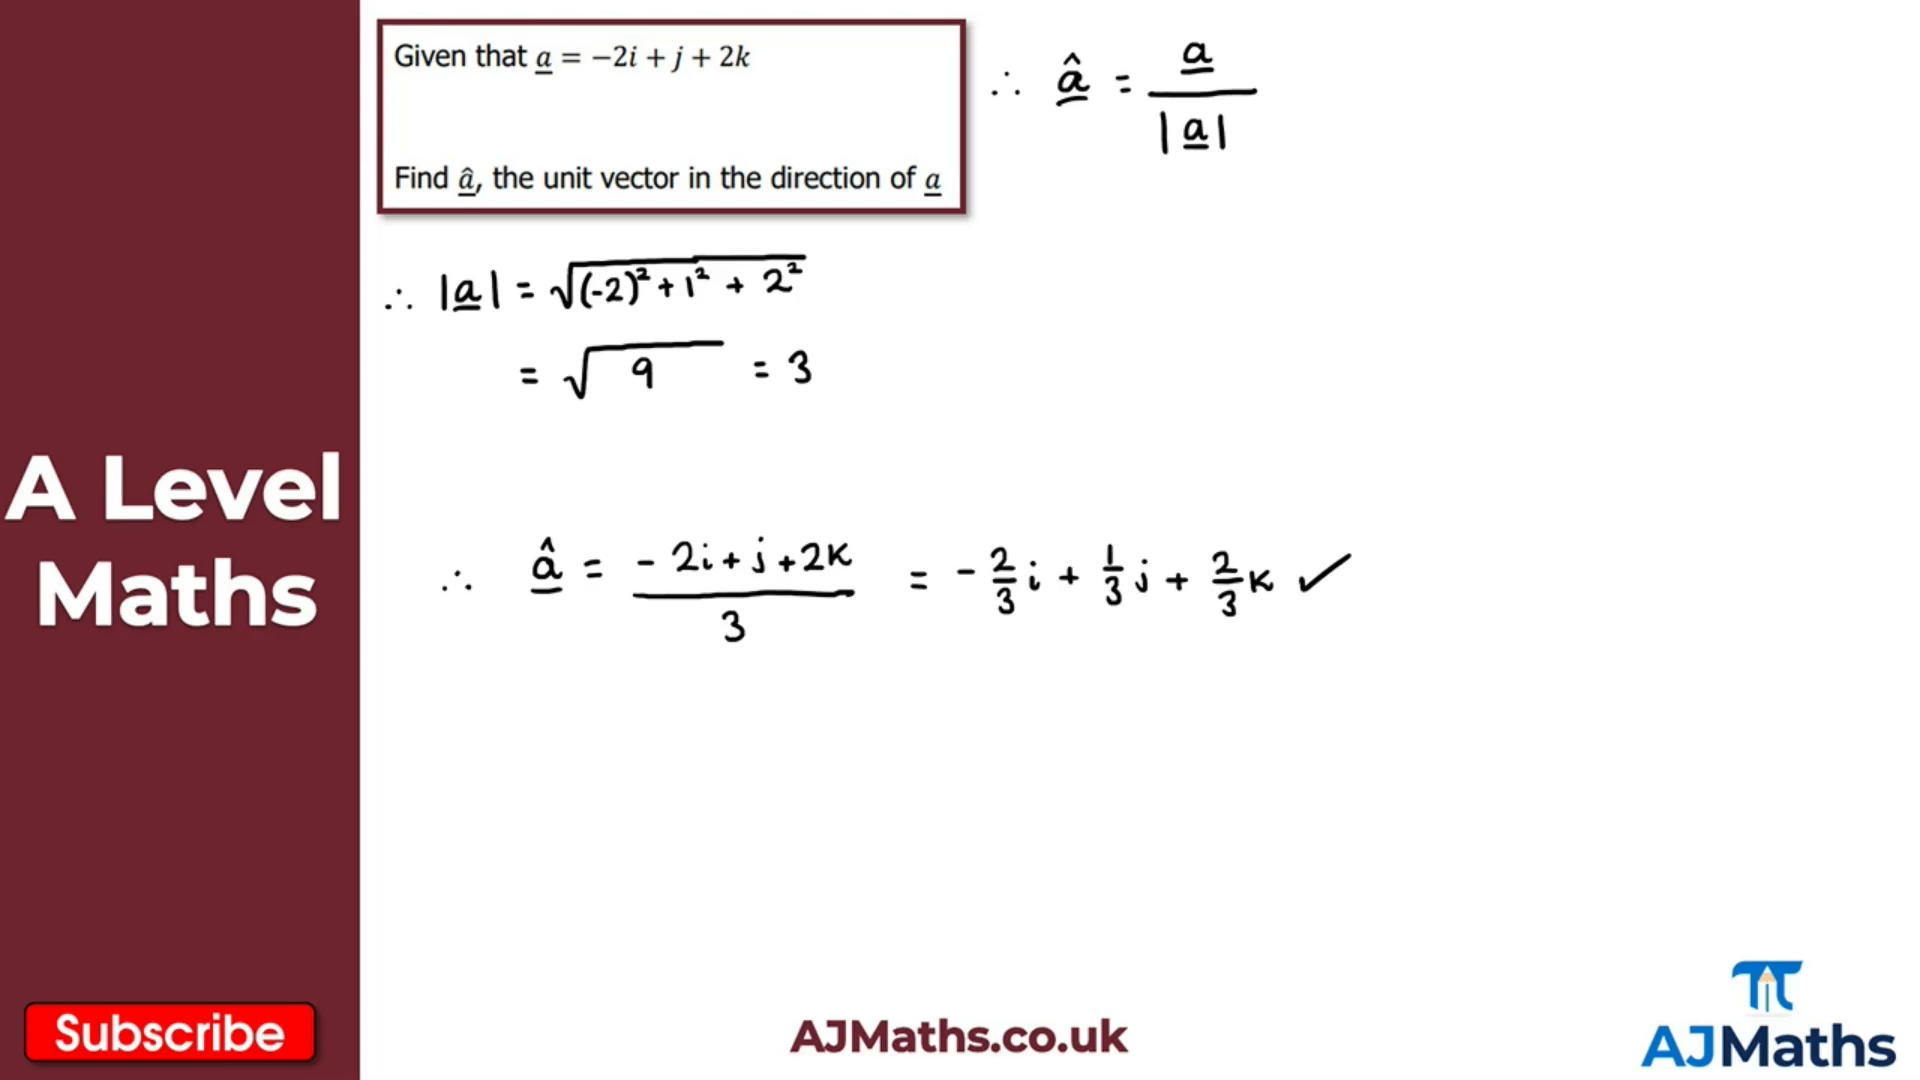 Given that a = −2i + j + 2k
Find â, the unit vector in the direction of a
∴ â = a / |a|
∴ |a| = √((-2)² + 1² + 2²)
= √9 = 3
∴ â = (-2i + j + 2k) / 3 = -2/3 i + 1/3 j + 2/3 k ✓
A Level
Maths
Subscribe
AJMaths.co.uk
AJMaths